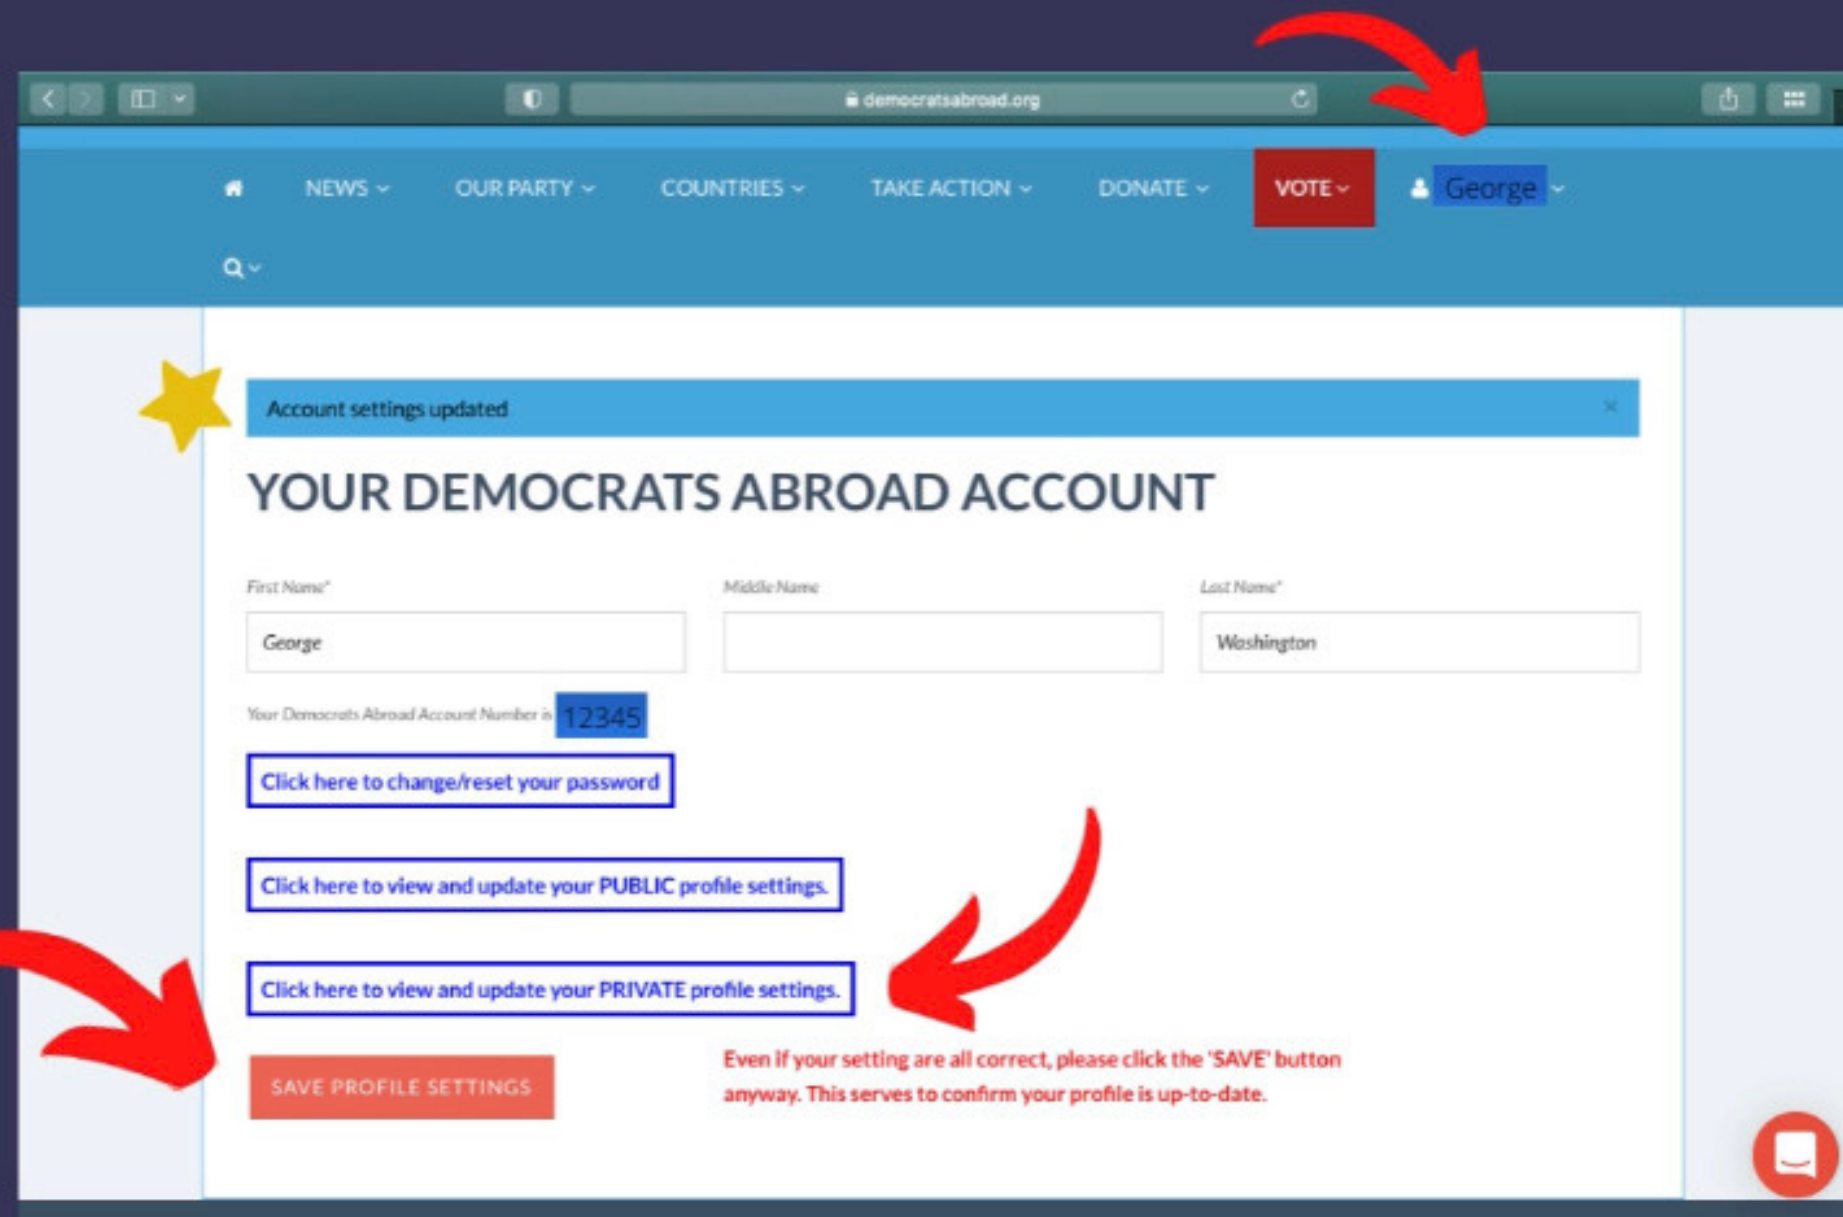 democratsabroad.org
NEWS OUR PARTY COUNTRIES TAKE ACTION DONATE VOTE George
Account settings updated
YOUR DEMOCRATS ABROAD ACCOUNT
First Name* Middle Name Last Name*
George Washington
Your Democrats Abroad Account Number is 12345
Click here to change/reset your password
Click here to view and update your PUBLIC profile settings.
Click here to view and update your PRIVATE profile settings.
SAVE PROFILE SETTINGS
Even if your setting are all correct, please click the 'SAVE' button
anyway. This serves to confirm your profile is up-to-date.